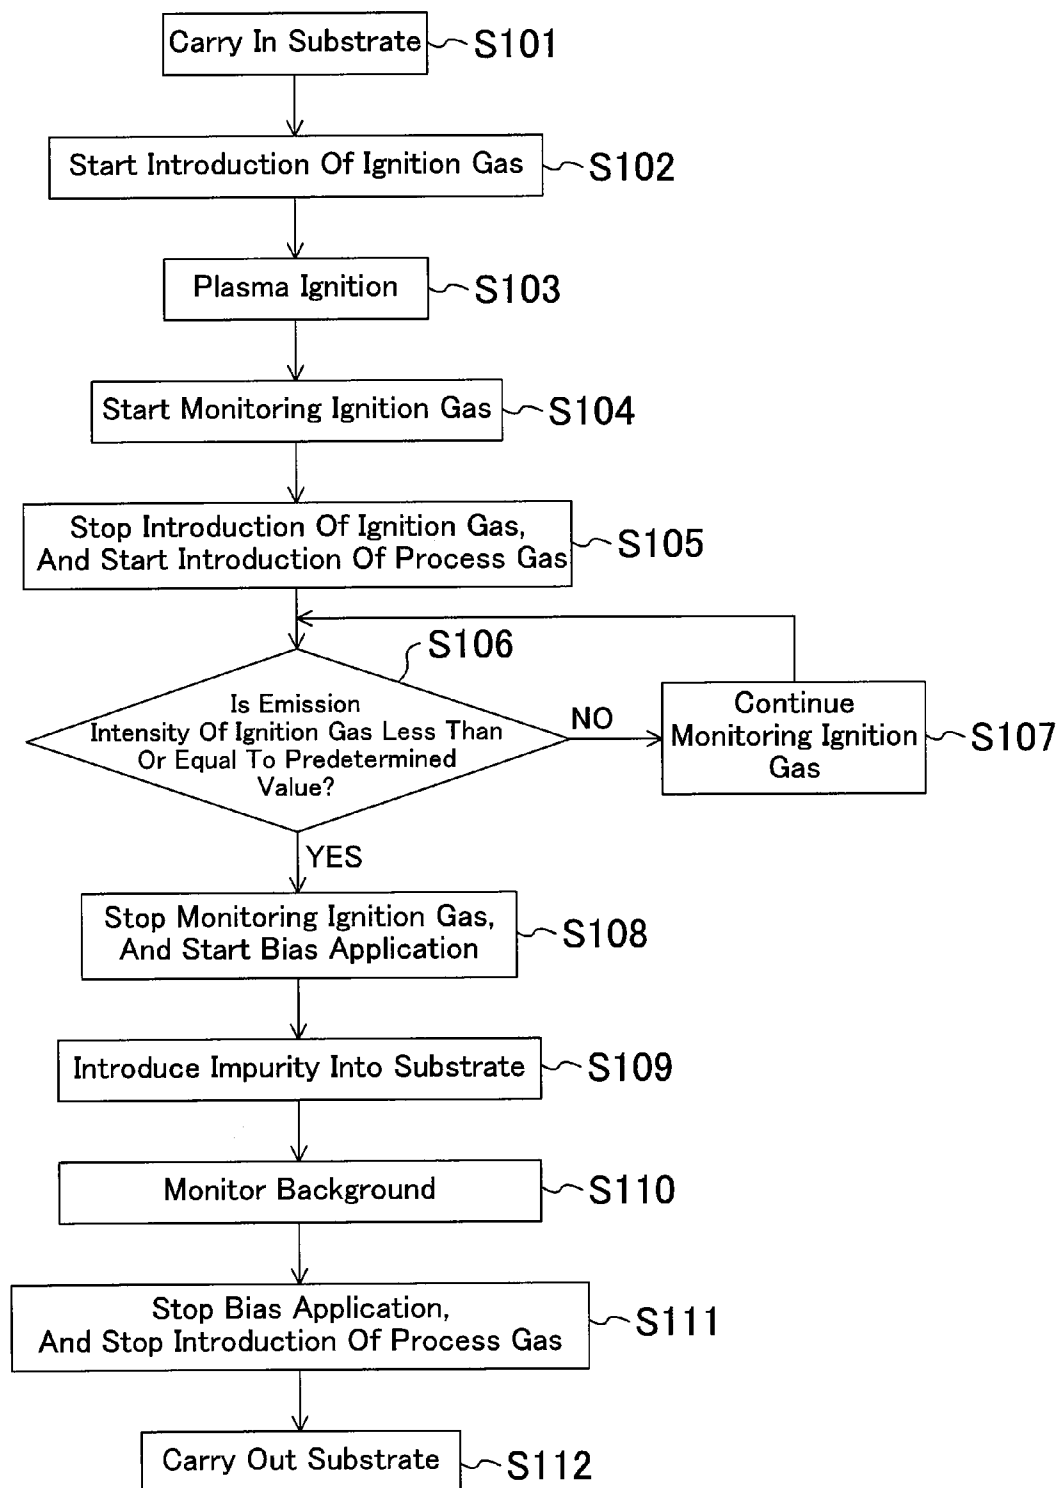 Carry In Substrate
S101
Start Introduction Of Ignition Gas
S102
Plasma Ignition
S103
Start Monitoring Ignition Gas
S104
Stop Introduction Of Ignition Gas,
And Start Introduction Of Process Gas
S105
S106
Is Emission
Intensity Of Ignition Gas Less Than
Or Equal To Predetermined
Value?
NO
Continue
Monitoring Ignition
Gas
S107
YES
Stop Monitoring Ignition Gas,
And Start Bias Application
S108
Introduce Impurity Into Substrate
S109
Monitor Background
S110
Stop Bias Application,
And Stop Introduction Of Process Gas
S111
Carry Out Substrate
S112